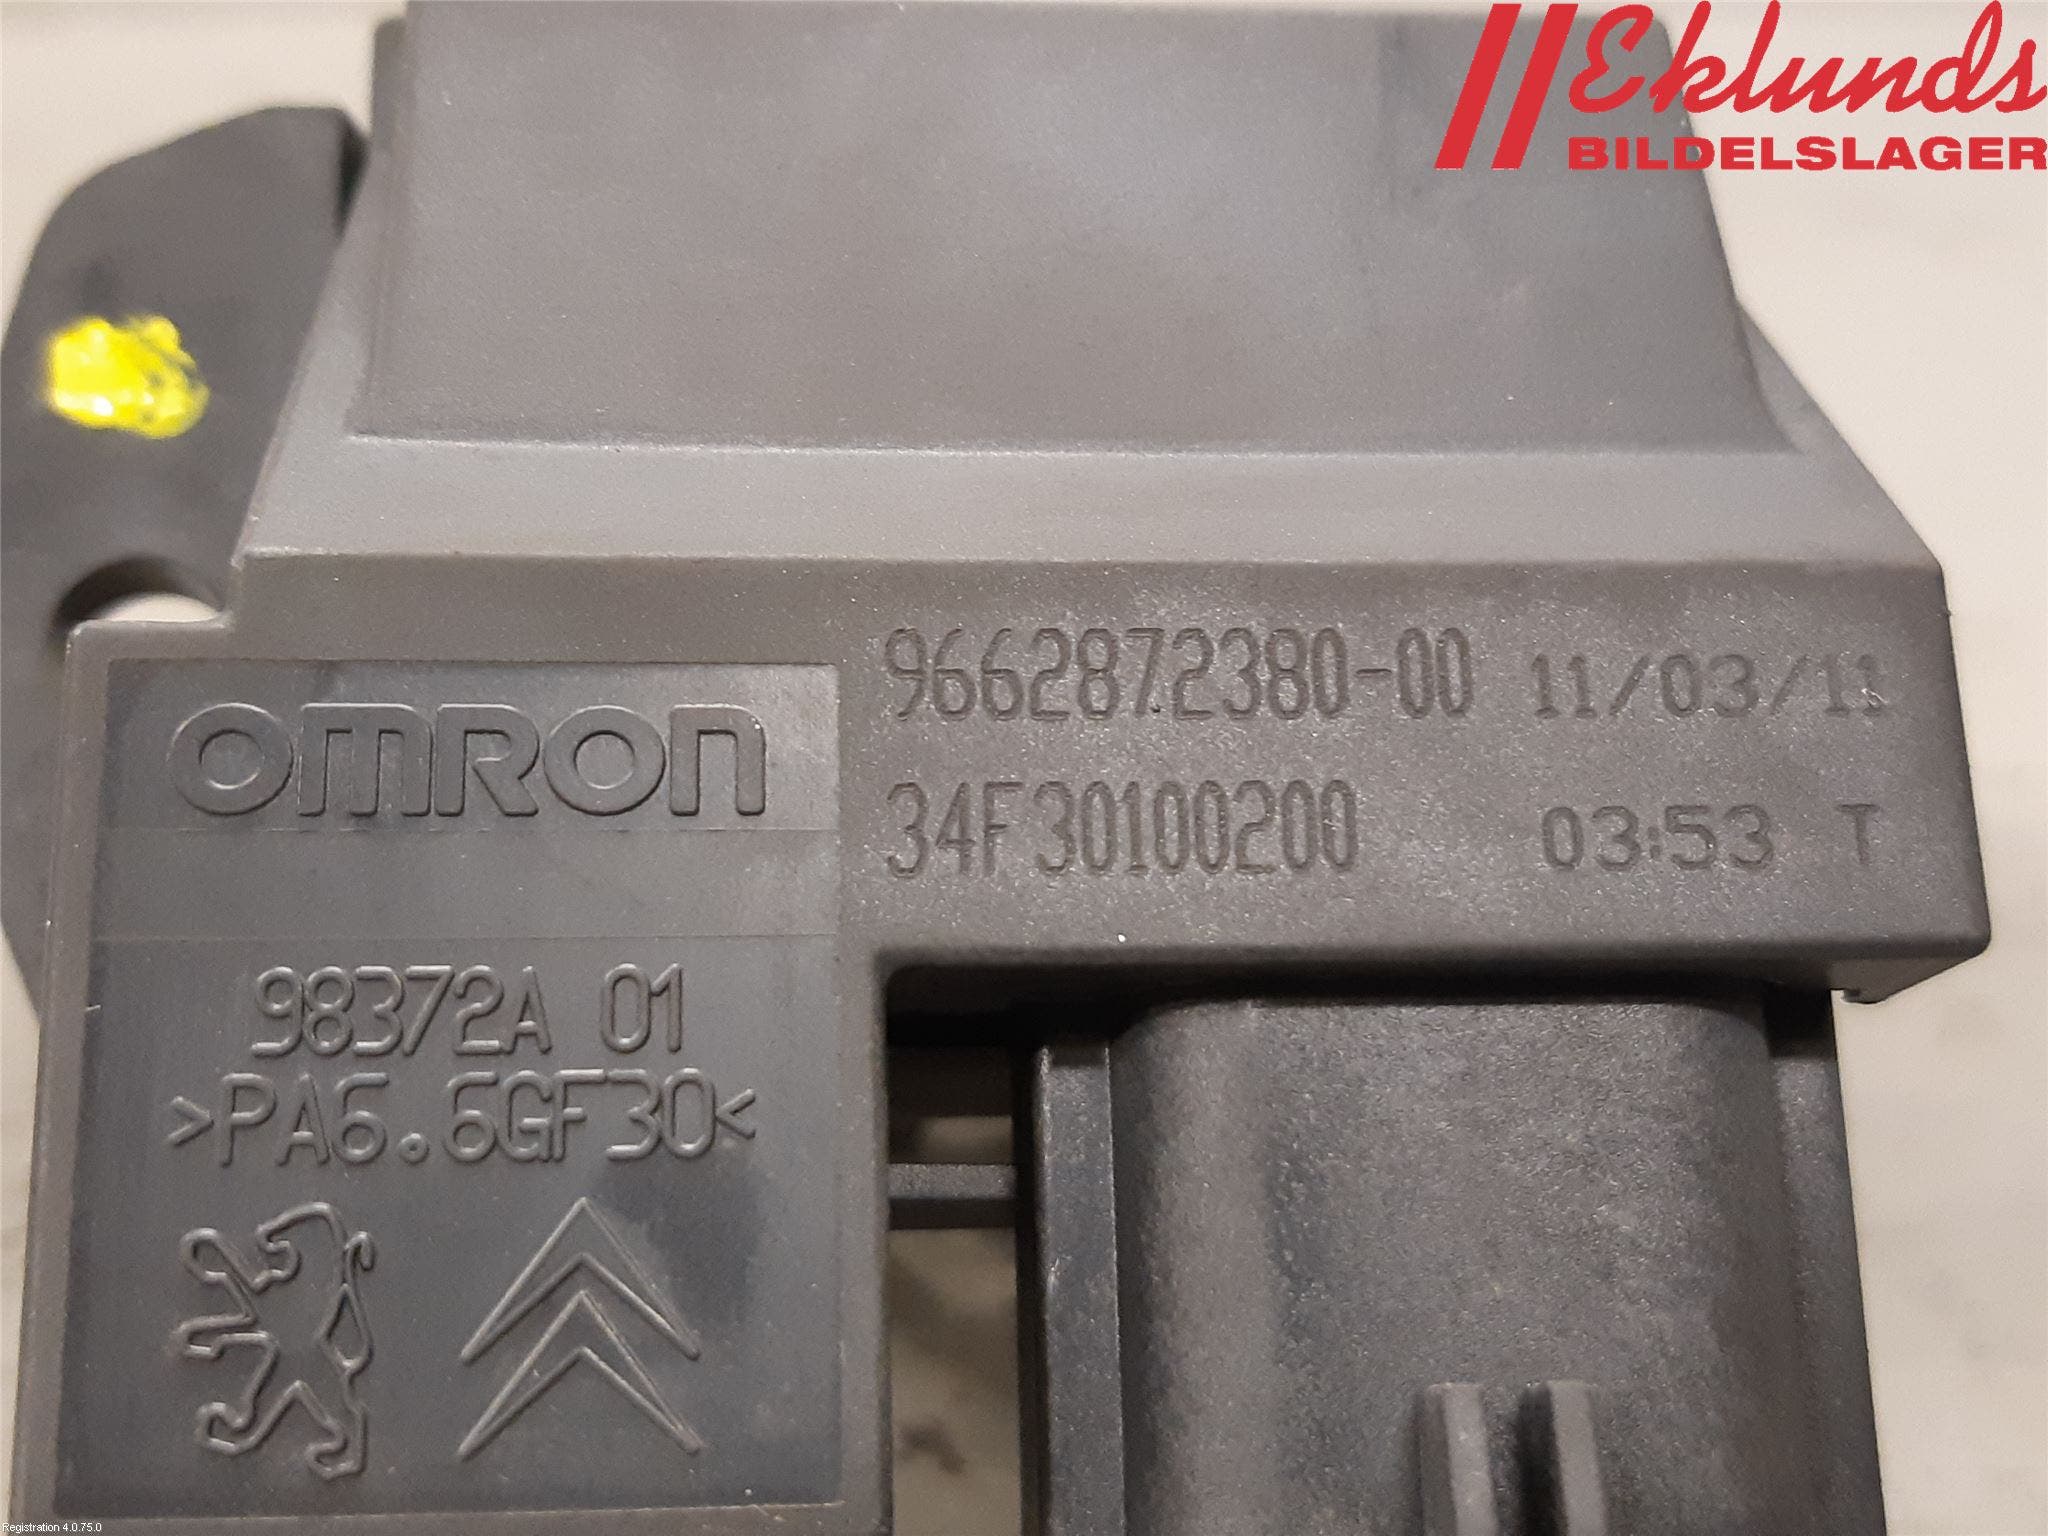 Eklunds
BILDELSLAGER
9662872380-00 11/03/11
34F30100200 03:53 T
OMRON
98372A 01
>PA6.6GF30<
Registration 4.0.75.0